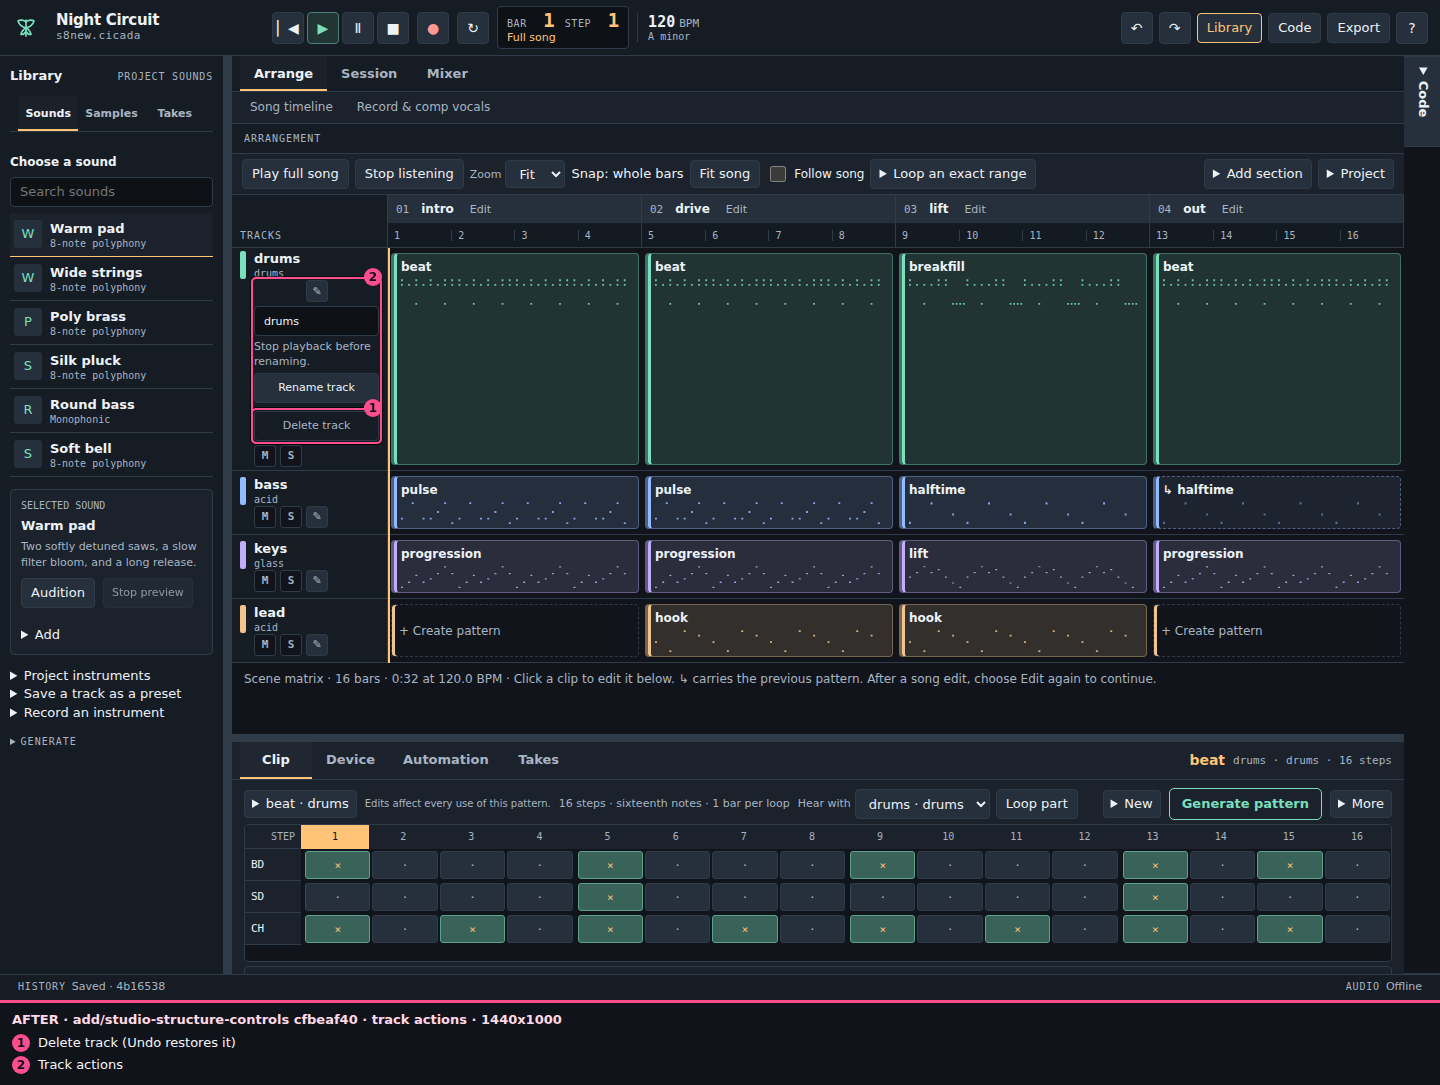 Night Circuit
s8new.cicada
BAR 1 STEP 1
Full song
120 BPM
A minor
Library
Code
Export
?
Library
PROJECT SOUNDS
Sounds
Samples
Takes
Choose a sound
Search sounds
W
Warm pad
8-note polyphony
W
Wide strings
8-note polyphony
P
Poly brass
8-note polyphony
S
Silk pluck
8-note polyphony
R
Round bass
Monophonic
S
Soft bell
8-note polyphony
SELECTED SOUND
Warm pad
Two softly detuned saws, a slow
filter bloom, and a long release.
Audition
Stop preview
▶ Add
▶ Project instruments
▶ Save a track as a preset
▶ Record an instrument
▶ GENERATE
Arrange
Session
Mixer
Song timeline
Record & comp vocals
ARRANGEMENT
Play full song
Stop listening
Zoom
Fit
Snap: whole bars
Fit song
Follow song
▶ Loop an exact range
▶ Add section
▶ Project
Code
01 intro Edit
02 drive Edit
03 lift Edit
04 out Edit
TRACKS
1 2 3 4 5 6 7 8 9 10 11 12 13 14 15 16
drums
drums
2
drums
Stop playback before
renaming.
Rename track
1
Delete track
M S
beat
beat
breakfill
beat
bass
acid
M S
pulse
pulse
halftime
↳ halftime
keys
glass
M S
progression
progression
lift
progression
lead
acid
M S
+ Create pattern
hook
hook
+ Create pattern
Scene matrix · 16 bars · 0:32 at 120.0 BPM · Click a clip to edit it below. ↳ carries the previous pattern. After a song edit, choose Edit again to continue.
Clip
Device
Automation
Takes
beat drums · drums · 16 steps
▶ beat · drums
Edits affect every use of this pattern.
16 steps · sixteenth notes · 1 bar per loop
Hear with
drums · drums
Loop part
▶ New
Generate pattern
▶ More
STEP 1 2 3 4 5 6 7 8 9 10 11 12 13 14 15 16
BD × · · · × · · · × · · · × · × ·
SD · · · · × · · · · · · · × · · ·
CH × · × · × · × · × · × · × · × ·
HISTORY Saved · 4b16538
AUDIO Offline
AFTER · add/studio-structure-controls cfbeaf40 · track actions · 1440x1000
1 Delete track (Undo restores it)
2 Track actions